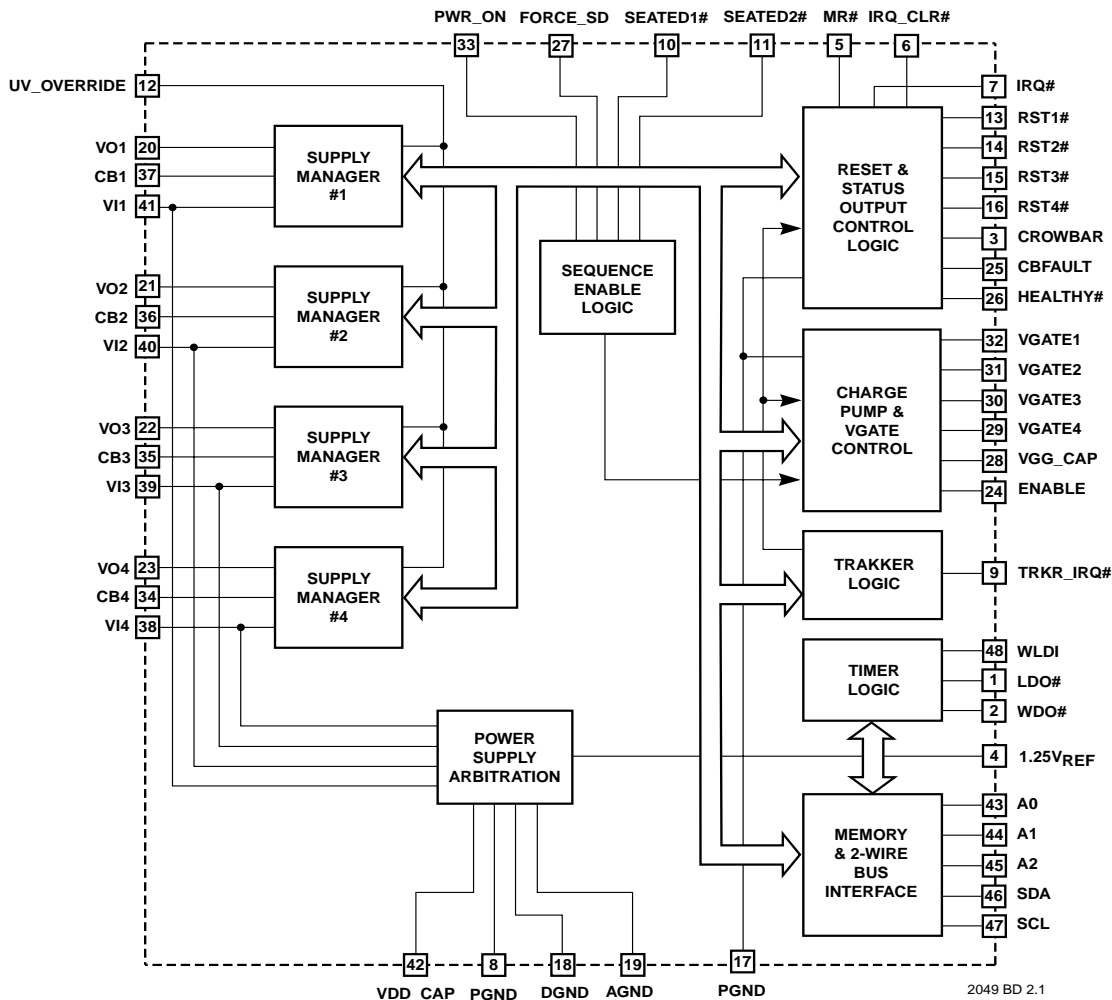 PWR_ON FORCE_SD SEATED1# SEATED2# MR# IRQ_CLR#
33 27 10 11 5 6
UV_OVERRIDE 12
7 IRQ#
VO1 20
CB1 37
VI1 41
SUPPLY
MANAGER
#1
RESET &
STATUS
OUTPUT
CONTROL
LOGIC
13 RST1#
14 RST2#
15 RST3#
16 RST4#
3 CROWBAR
25 CBFAULT
26 HEALTHY#
SEQUENCE
ENABLE
LOGIC
VO2 21
CB2 36
VI2 40
SUPPLY
MANAGER
#2
CHARGE
PUMP &
VGATE
CONTROL
32 VGATE1
31 VGATE2
30 VGATE3
29 VGATE4
28 VGG_CAP
24 ENABLE
VO3 22
CB3 35
VI3 39
SUPPLY
MANAGER
#3
VO4 23
CB4 34
VI4 38
SUPPLY
MANAGER
#4
TRAKKER
LOGIC
9 TRKR_IRQ#
TIMER
LOGIC
48 WLDI
1 LDO#
2 WDO#
POWER
SUPPLY
ARBITRATION
4 1.25VREF
MEMORY
& 2-WIRE
BUS
INTERFACE
43 A0
44 A1
45 A2
46 SDA
47 SCL
42 8 18 19 17
VDD_CAP PGND DGND AGND PGND
2049 BD 2.1